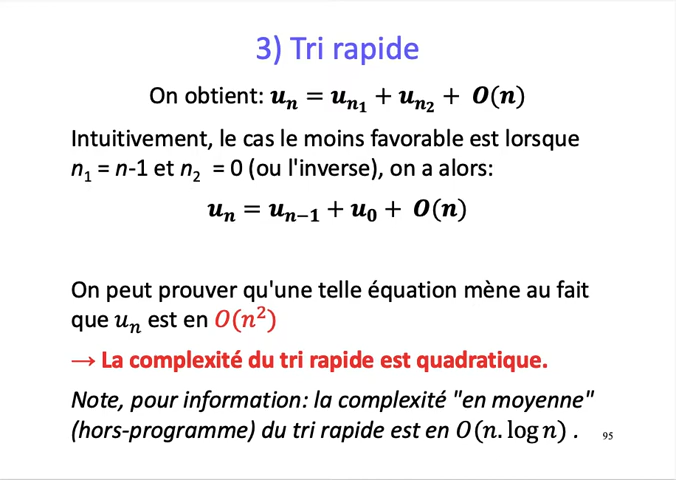 3) Tri rapide
On obtient: uₙ = uₙ₁ + uₙ₂ + O(n)
Intuitivement, le cas le moins favorable est lorsque
n₁ = n-1 et n₂ = 0 (ou l'inverse), on a alors:
uₙ = uₙ₋₁ + u₀ + O(n)
On peut prouver qu'une telle équation mène au fait
que uₙ est en O(n²)
→ La complexité du tri rapide est quadratique.
Note, pour information: la complexité "en moyenne"
(hors-programme) du tri rapide est en O(n. log n) .
95